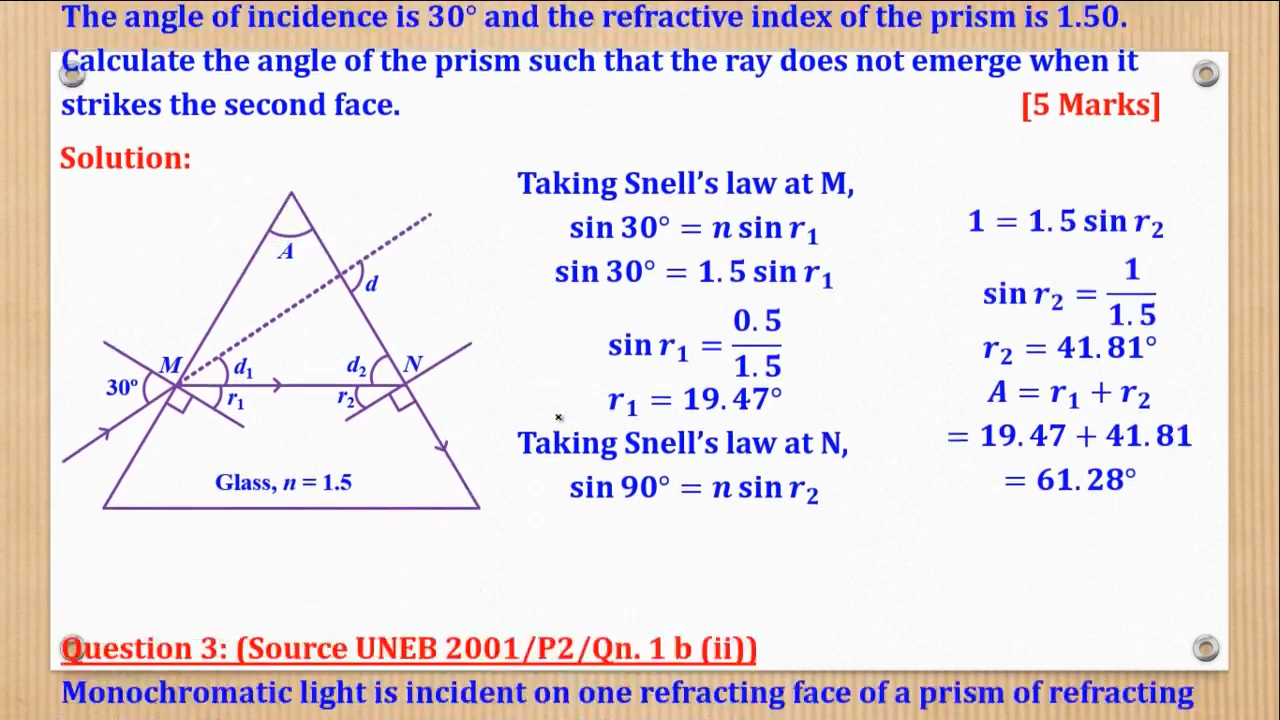 The angle of incidence is 30° and the refractive index of the prism is 1.50.
Calculate the angle of the prism such that the ray does not emerge when it
strikes the second face. [5 Marks]
Solution:
A
d
M
N
30°
d₁
d₂
r₁
r₂
Glass, n = 1.5
Taking Snell's law at M,
sin 30° = n sin r₁
sin 30° = 1.5 sin r₁
sin r₁ = 0.5/1.5
r₁ = 19.47°
Taking Snell's law at N,
sin 90° = n sin r₂
1 = 1.5 sin r₂
sin r₂ = 1/1.5
r₂ = 41.81°
A = r₁ + r₂
= 19.47 + 41.81
= 61.28°
Question 3: (Source UNEB 2001/P2/Qn. 1 b (ii))
Monochromatic light is incident on one refracting face of a prism of refracting